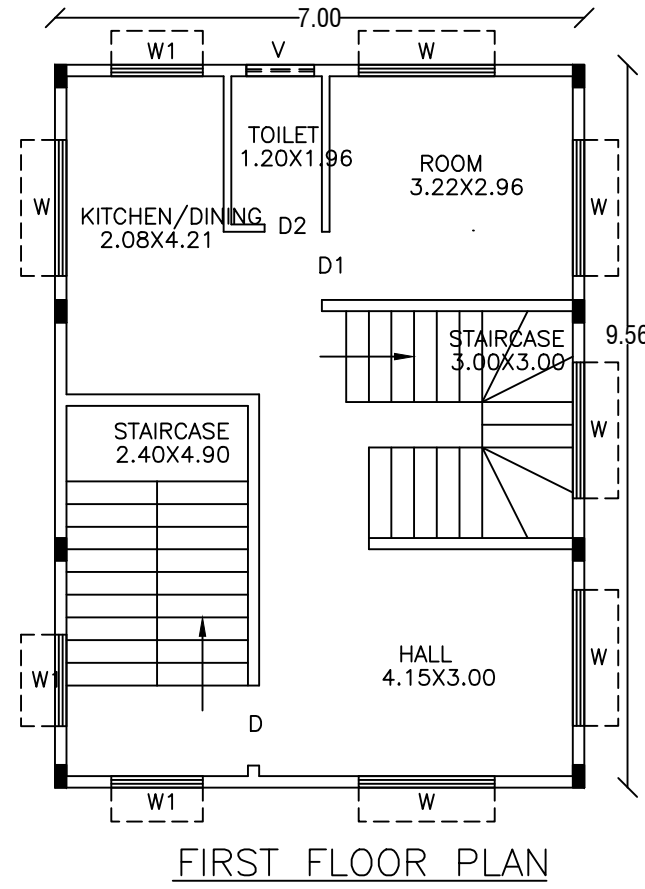 7.00
W1
V
W
TOILET
1.20X1.96
ROOM
3.22X2.96
W
KITCHEN/DINING
2.08X4.21
D2
W
D1
STAIRCASE
3.00X3.00
9.56
STAIRCASE
2.40X4.90
W
HALL
4.15X3.00
W
W1
D
W1
W
FIRST FLOOR PLAN